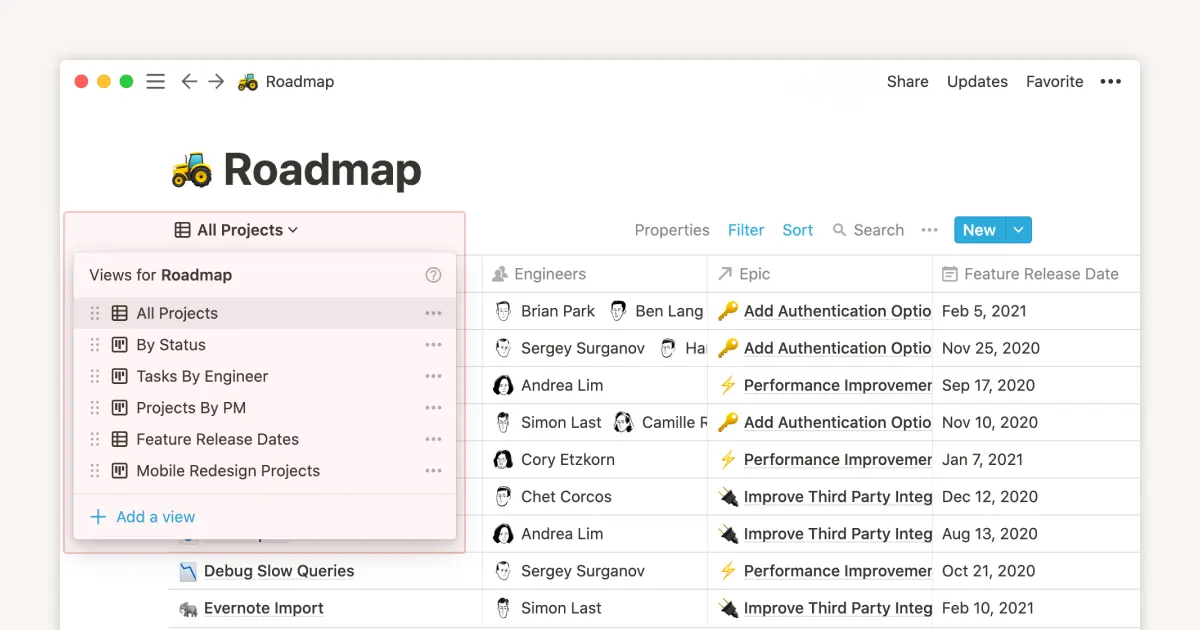 Roadmap Share Updates Favorite
Roadmap
All Projects Properties Filter Sort Search New
Views for Roadmap Engineers Epic Feature Release Date
All Projects Brian Park Ben Lang Add Authentication Optio Feb 5, 2021
By Status Sergey Surganov Ha Add Authentication Optio Nov 25, 2020
Tasks By Engineer Andrea Lim Performance Improvemen Sep 17, 2020
Projects By PM Simon Last Camille R Add Authentication Optio Nov 10, 2020
Feature Release Dates Cory Etzkorn Performance Improvemen Jan 7, 2021
Mobile Redesign Projects Chet Corcos Improve Third Party Integ Dec 12, 2020
Add a view Andrea Lim Improve Third Party Integ Aug 13, 2020
Debug Slow Queries Sergey Surganov Performance Improvemen Oct 21, 2020
Evernote Import Simon Last Improve Third Party Integ Feb 10, 2021